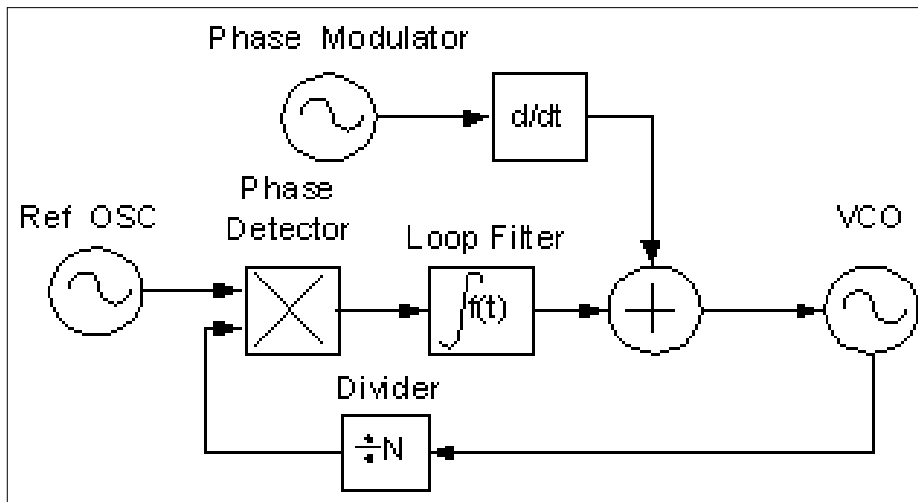 Phase Modulator
d/dt
Phase
Detector
Ref OSC
Loop Filter
VCO
∫f(t)
+
Divider
÷N